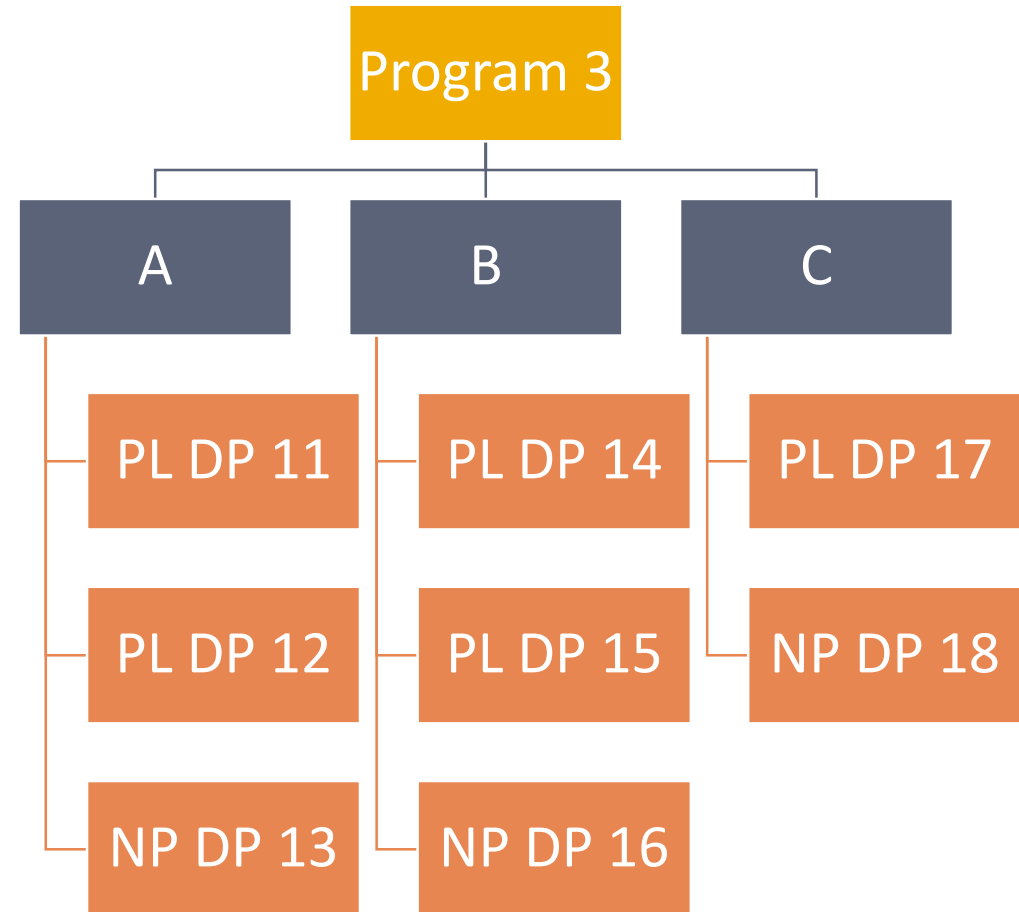 Program 3
A
B
C
PL DP 11
PL DP 12
NP DP 13
PL DP 14
PL DP 15
NP DP 16
PL DP 17
NP DP 18